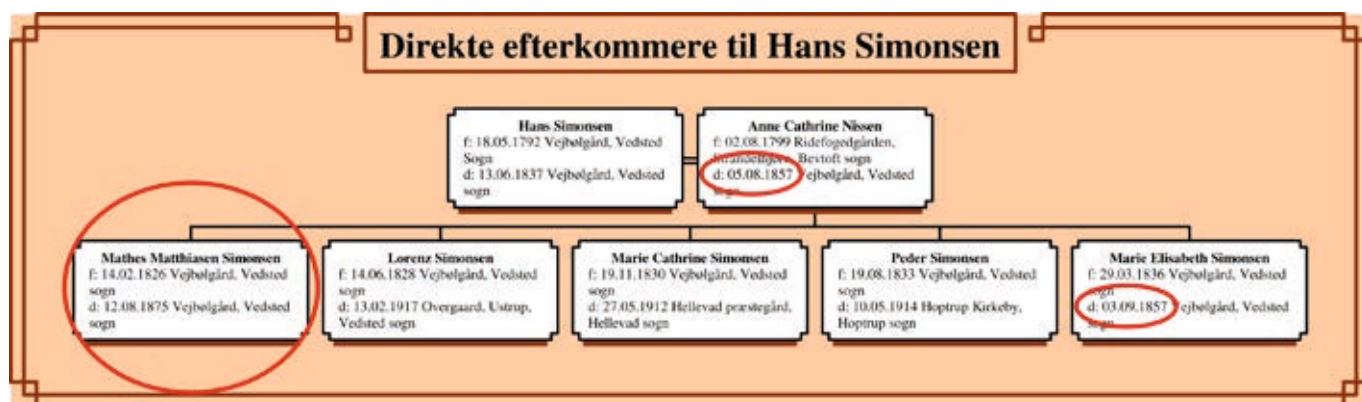 Direkte efterkommere til Hans Simonsen
Hans Simonsen
f: 18.05.1792 Vejbølgård, Vedsted
Sogn
d: 13.06.1837 Vejbølgård, Vedsted
sogn
Anne Cathrine Nissen
f: 02.08.1799 Ridefogedgården,
Strandelhjørn, Bevtoft sogn
d: 05.08.1857 Vejbølgård, Vedsted
sogn
Mathes Matthiasen Simonsen
f: 14.02.1826 Vejbølgård, Vedsted
sogn
d: 12.08.1875 Vejbølgård, Vedsted
sogn
Lorenz Simonsen
f: 14.06.1828 Vejbølgård, Vedsted
sogn
d: 13.02.1917 Overgaard, Ustrup,
Vedsted sogn
Marie Cathrine Simonsen
f: 19.11.1830 Vejbølgård, Vedsted
sogn
d: 27.05.1912 Hellevad præstegård,
Hellevad sogn
Peder Simonsen
f: 19.08.1833 Vejbølgård, Vedsted
sogn
d: 10.05.1914 Hoptrup Kirkeby,
Hoptrup sogn
Marie Elisabeth Simonsen
f: 29.03.1836 Vejbølgård, Vedsted
sogn
d: 03.09.1857 Vejbølgård, Vedsted
sogn